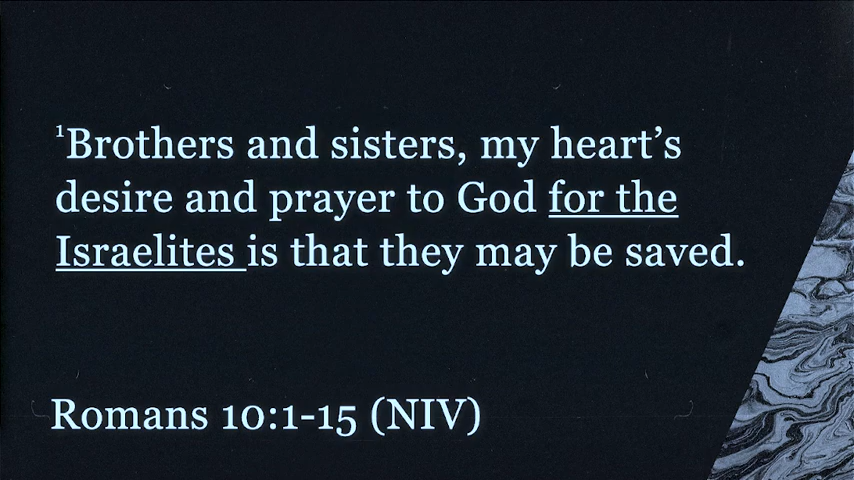 ¹Brothers and sisters, my heart’s
desire and prayer to God for the
Israelites is that they may be saved.
Romans 10:1-15 (NIV)